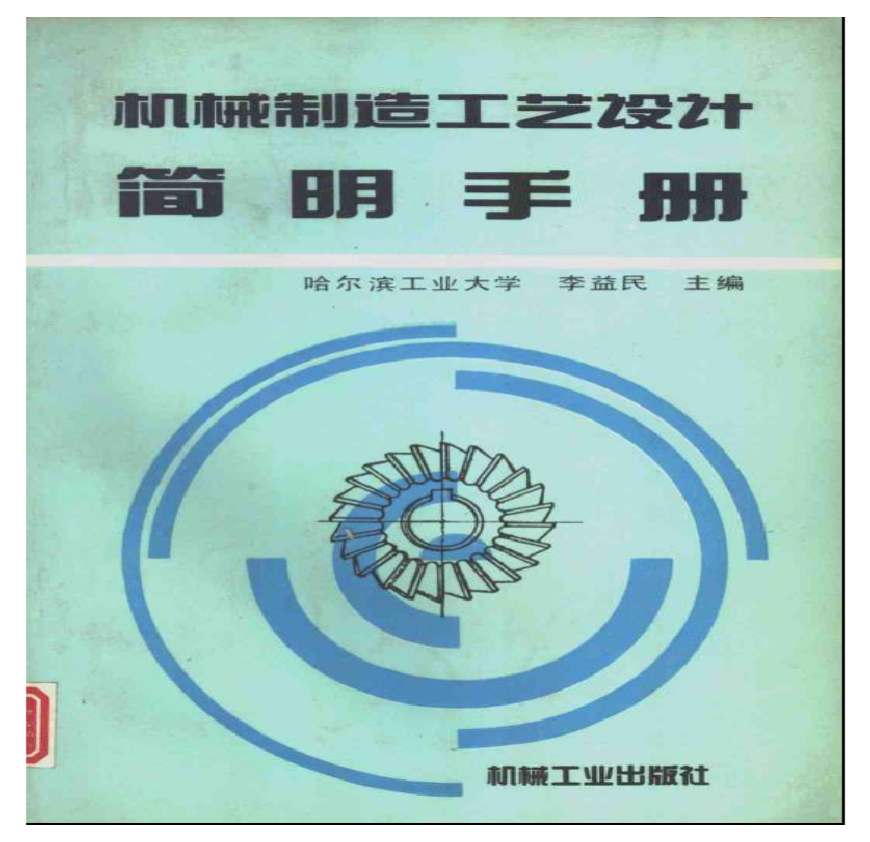 机械制造工艺设计
简明手册
哈尔滨工业大学 李益民 主编
机械工业出版社